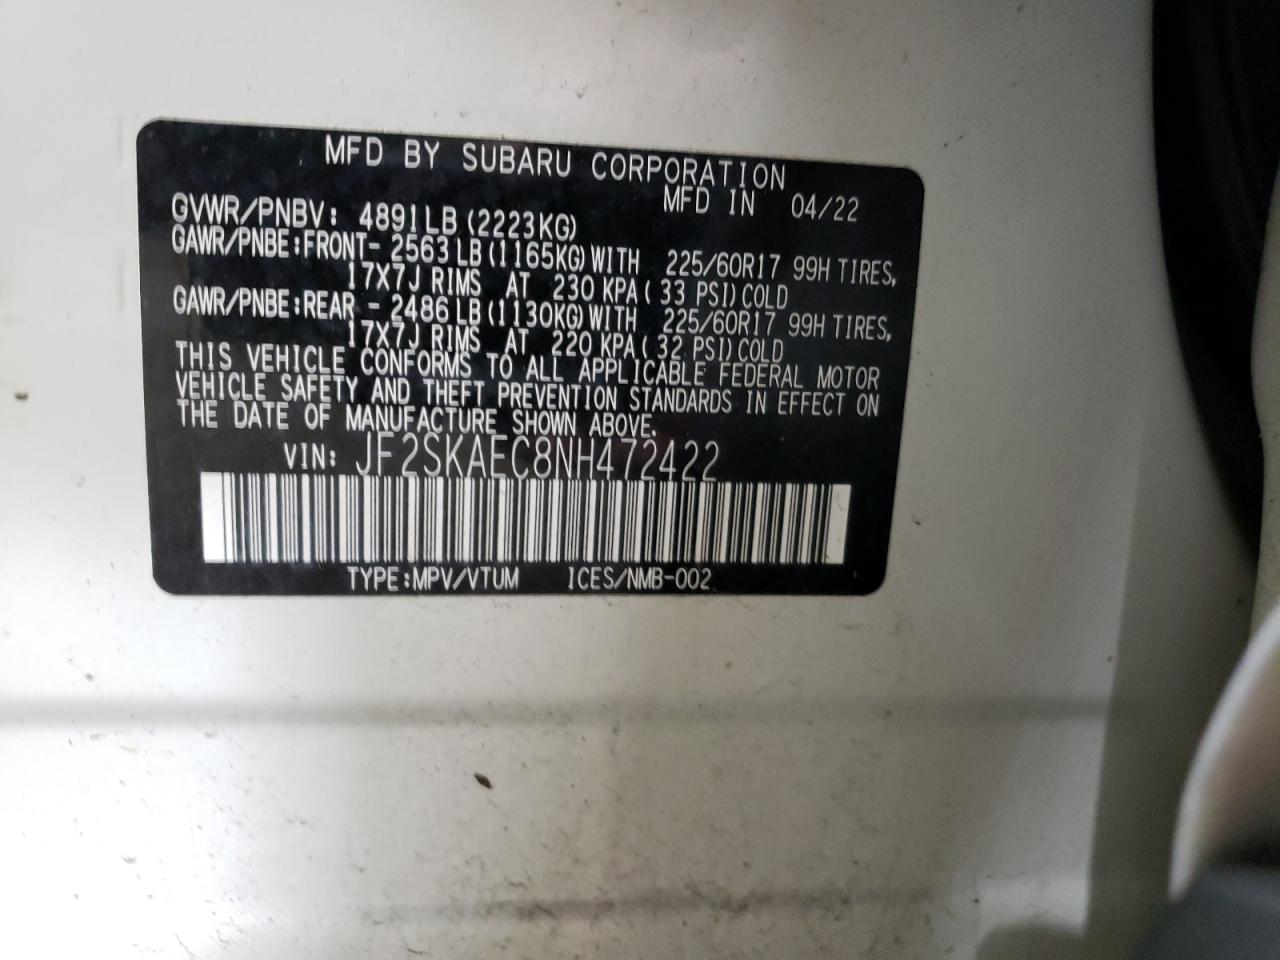 MFD BY SUBARU CORPORATION
MFD IN 04/22
GVWR/PNBV: 4891LB (2223KG)
GAWR/PNBE:FRONT- 2563LB (1165KG) WITH 225/60R17 99H TIRES,
17X7J RIMS AT 230 KPA( 33 PSI) COLD
GAWR/PNBE:REAR - 2486LB (1130KG) WITH 225/60R17 99H TIRES,
17X7J RIMS AT 220 KPA( 32 PSI) COLD
THIS VEHICLE CONFORMS TO ALL APPLICABLE FEDERAL MOTOR
VEHICLE SAFETY AND THEFT PREVENTION STANDARDS IN EFFECT ON
THE DATE OF MANUFACTURE SHOWN ABOVE.
VIN: JF2SKAEC8NH472422
TYPE:MPV/VTUM ICES/NMB-002